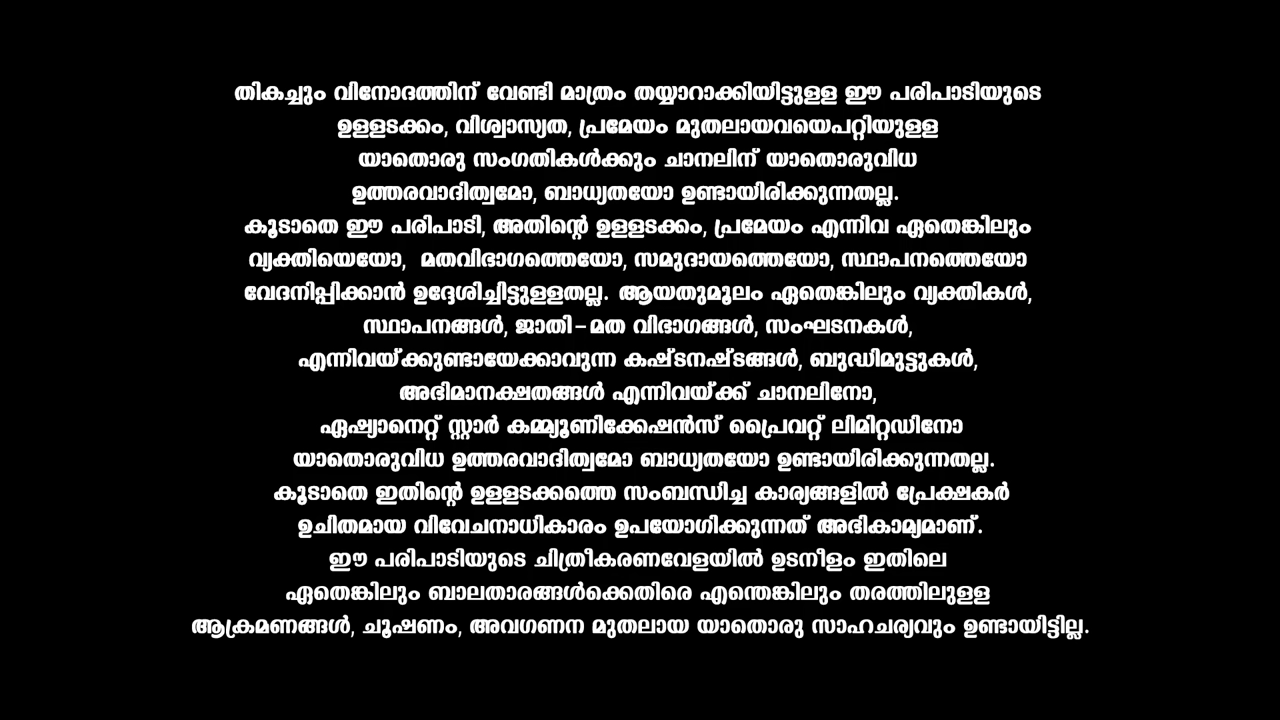 തികച്ചും വിനോദത്തിന് വേണ്ടി മാത്രം തയ്യാറാക്കിയിട്ടുള്ള ഈ പരിപാടിയുടെ
ഉള്ളടക്കം, വിശ്വാസ്യത, പ്രമേയം മുതലായവയെപറ്റിയുള്ള
യാതൊരു സംഗതികൾക്കും ചാനലിന് യാതൊരുവിധ
ഉത്തരവാദിത്വമോ, ബാധ്യതയോ ഉണ്ടായിരിക്കുന്നതല്ല.
കൂടാതെ ഈ പരിപാടി, അതിന്റെ ഉള്ളടക്കം, പ്രമേയം എന്നിവ ഏതെങ്കിലും
വ്യക്തിയെയോ, മതവിഭാഗത്തെയോ, സമുദായത്തെയോ, സ്ഥാപനത്തെയോ
വേദനിപ്പിക്കാൻ ഉദ്ദേശിച്ചിട്ടുള്ളതല്ല. ആയതുമൂലം ഏതെങ്കിലും വ്യക്തികൾ,
സ്ഥാപനങ്ങൾ, ജാതി-മത വിഭാഗങ്ങൾ, സംഘടനകൾ,
എന്നിവയ്ക്കുണ്ടായേക്കാവുന്ന കഷ്ടനഷ്ടങ്ങൾ, ബുദ്ധിമുട്ടുകൾ,
അഭിമാനക്ഷതങ്ങൾ എന്നിവയ്ക്ക് ചാനലിനോ,
ഏഷ്യാനെറ്റ് സ്റ്റാർ കമ്മ്യൂണിക്കേഷൻസ് പ്രൈവറ്റ് ലിമിറ്റഡിനോ
യാതൊരുവിധ ഉത്തരവാദിത്വമോ ബാധ്യതയോ ഉണ്ടായിരിക്കുന്നതല്ല.
കൂടാതെ ഇതിന്റെ ഉള്ളടക്കത്തെ സംബന്ധിച്ച കാര്യങ്ങളിൽ പ്രേക്ഷകർ
ഉചിതമായ വിവേചനാധികാരം ഉപയോഗിക്കുന്നത് അഭികാമ്യമാണ്.
ഈ പരിപാടിയുടെ ചിത്രീകരണവേളയിൽ ഉടനീളം ഇതിലെ
ഏതെങ്കിലും ബാലതാരങ്ങൾക്കെതിരെ എന്തെങ്കിലും തരത്തിലുള്ള
ആക്രമണങ്ങൾ, ചൂഷണം, അവഗണന മുതലായ യാതൊരു സാഹചര്യവും ഉണ്ടായിട്ടില്ല.